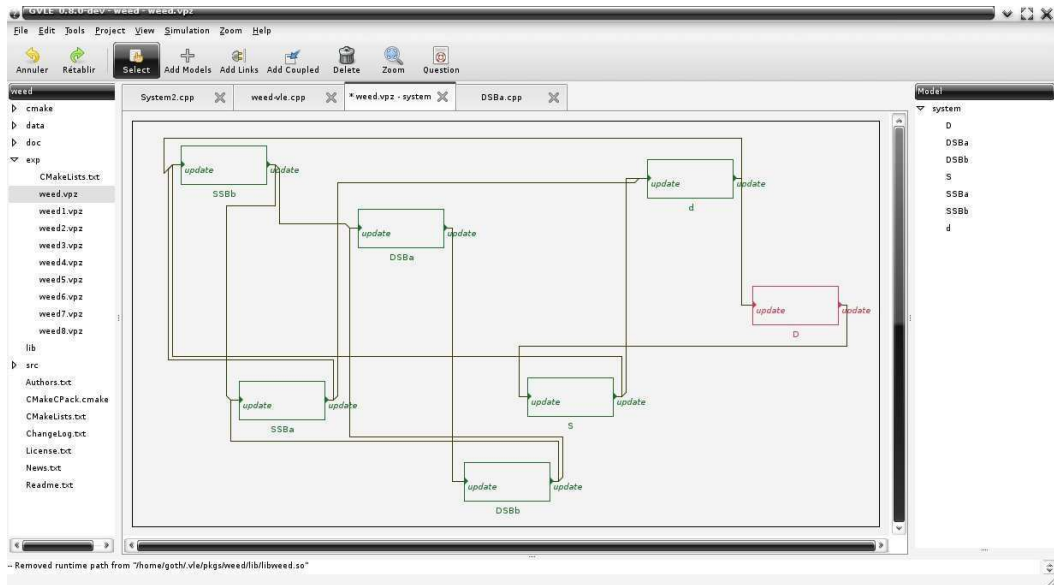 GVLE 0.8.0-dev - weed - weed.vpz
File Edit Tools Project View Simulation Zoom Help
Annuler Rétablir Select Add Models Add Links Add Coupled Delete Zoom Question
weed
cmake
data
doc
exp
CMakeLists.txt
weed.vpz
weed1.vpz
weed2.vpz
weed3.vpz
weed4.vpz
weed5.vpz
weed6.vpz
weed7.vpz
weed8.vpz
lib
src
Authors.txt
CMakeCPack.cmake
CMakeLists.txt
ChangeLog.txt
License.txt
News.txt
Readme.txt
System2.cpp weed-vle.cpp * weed.vpz - system DSBa.cpp
update update
SSBb
update update
d
update update
DSBa
update update
D
update update
SSBa
update update
S
update update
DSBb
Model
system
D
DSBa
DSBb
S
SSBa
SSBb
d
-- Removed runtime path from "/home/goth/.vle/pkgs/weed/lib/libweed.so"